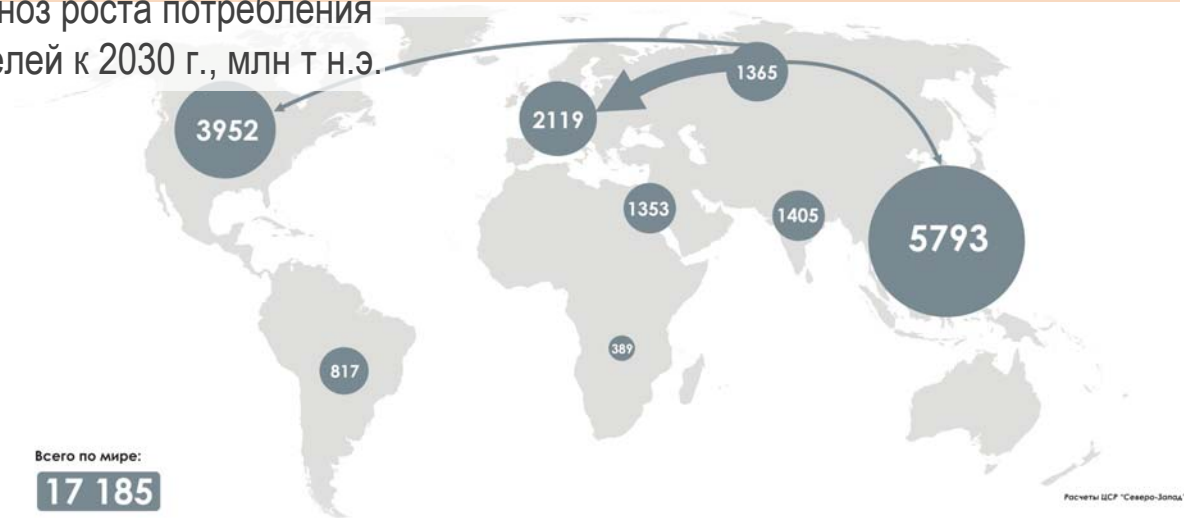 ноз роста потребления
елей к 2030 г., млн т н.э.
1365
3952
2119
1353
1405
5793
389
817
Всего по мире:
17 185
Расчеты ЦСР "Северо-Запад"